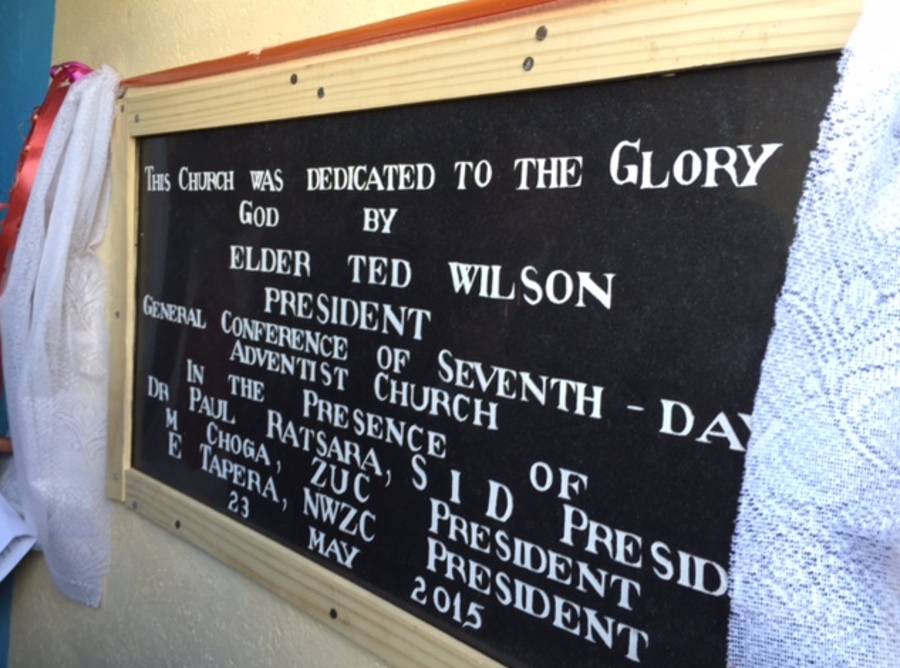 This Church was dedicated to the Glory
God by
ELDER TED WILSON
PRESIDENT
General Conference of Seventh - Day
Adventist Church
In the Presence of
Dr Paul Ratsara, S I D Presid
M Choga, ZUC President
E Tapera, NWZC President
23 May 2015